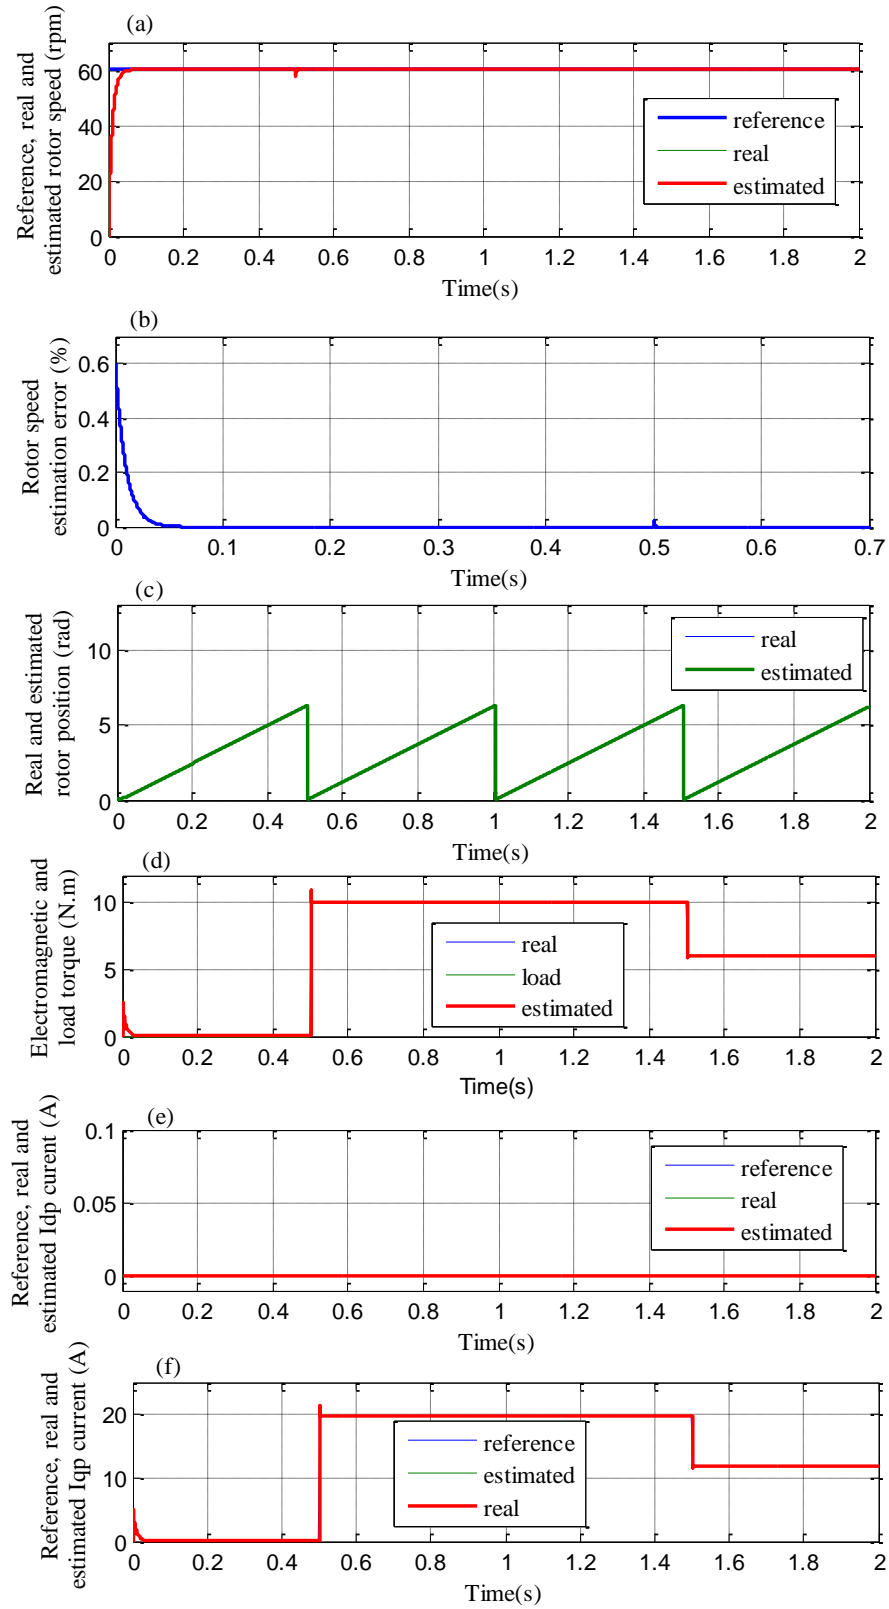 (a)
Reference, real and
estimated rotor speed (rpm)
60
40
20
0
reference
real
estimated
0 0.2 0.4 0.6 0.8 1 1.2 1.4 1.6 1.8 2
Time(s)
(b)
Rotor speed
estimation error (%)
0.6
0.4
0.2
0
0 0.1 0.2 0.3 0.4 0.5 0.6 0.7
Time(s)
(c)
Real and estimated
rotor position (rad)
10
5
0
real
estimated
0 0.2 0.4 0.6 0.8 1 1.2 1.4 1.6 1.8 2
Time(s)
(d)
Electromagnetic and
load torque (N.m)
10
5
0
real
load
estimated
0 0.2 0.4 0.6 0.8 1 1.2 1.4 1.6 1.8 2
Time(s)
(e)
Reference, real and
estimated Idp curent (A)
0.1
0.05
0
reference
real
estimated
0 0.2 0.4 0.6 0.8 1 1.2 1.4 1.6 1.8 2
Time(s)
(f)
Reference, real and
estimated Iqp current (A)
20
10
0
reference
estimated
real
0 0.2 0.4 0.6 0.8 1 1.2 1.4 1.6 1.8 2
Time(s)